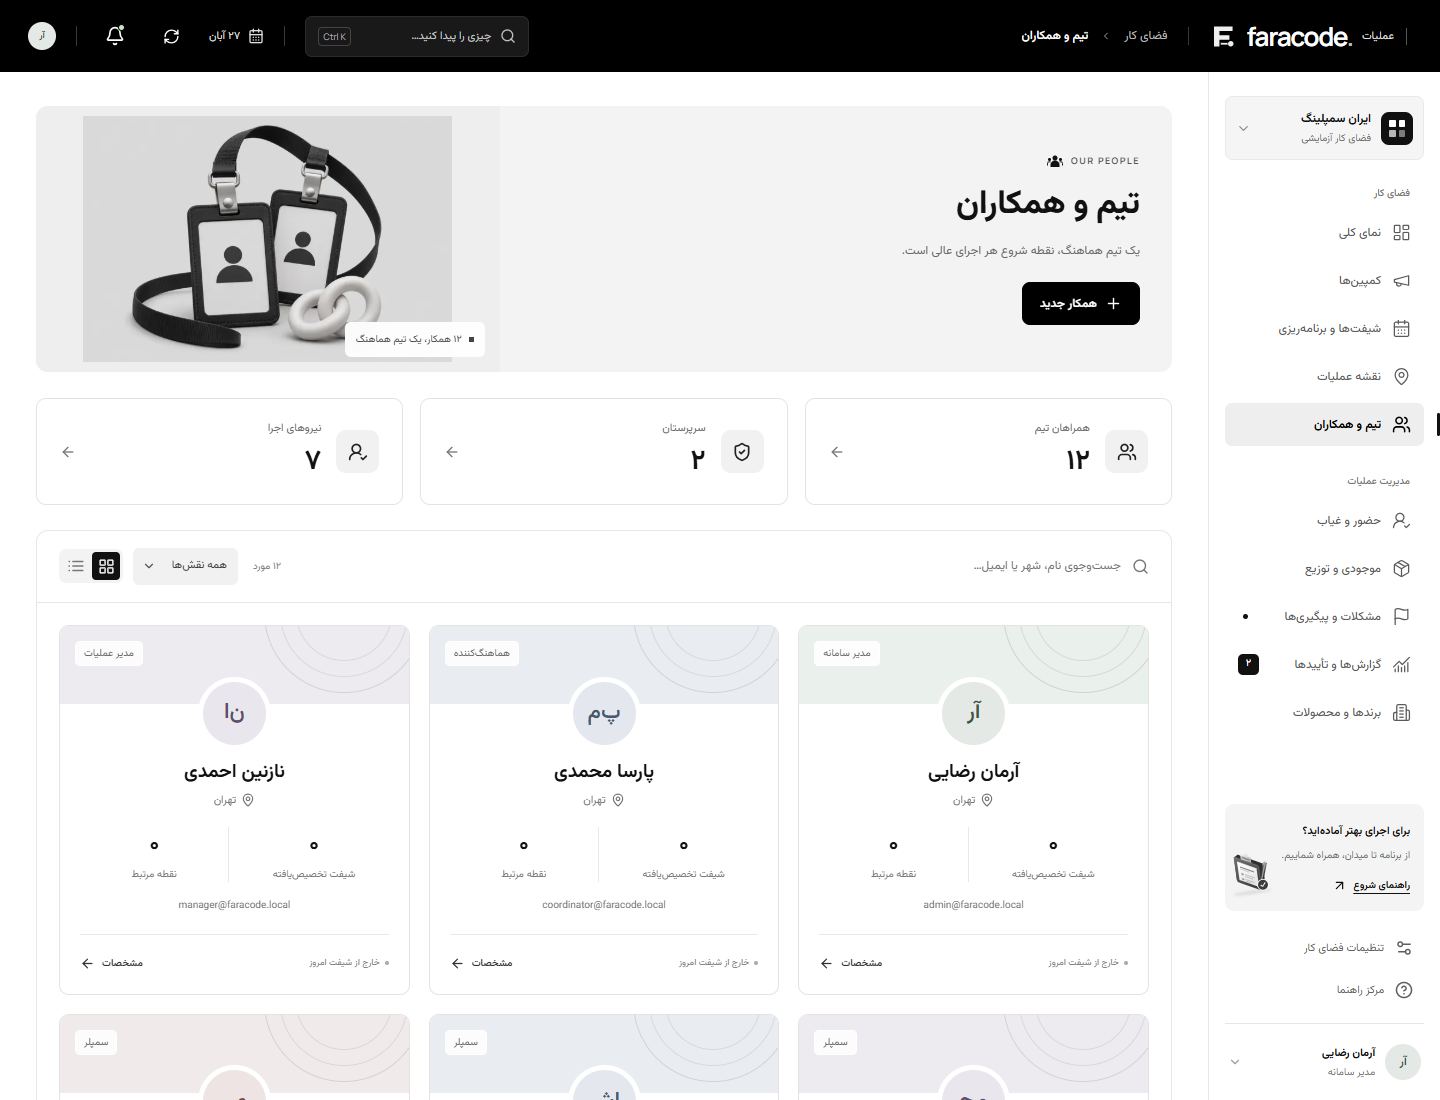 عملیات
faracode.
فضای کار
تیم و همکاران
چیزی را پیدا کنید...
Ctrl K
۲۷ آبان
آر
ایران سمپلینگ
فضای کار آزمایشی
فضای کار
نمای کلی
کمپین‌ها
شیفت‌ها و برنامه‌ریزی
نقشه عملیات
تیم و همکاران
مدیریت عملیات
حضور و غیاب
موجودی و توزیع
مشکلات و پیگیری‌ها
گزارش‌ها و تأییدها
۲
برندها و محصولات
برای اجرای بهتر آماده‌اید؟
از برنامه تا میدان، همراه شماییم.
راهنمای شروع
تنظیمات فضای کار
مرکز راهنما
آر
آرمان رضایی
مدیر سامانه
OUR PEOPLE
تیم و همکاران
یک تیم هماهنگ، نقطه شروع هر اجرای عالی است.
همکار جدید
۱۲ همکار، یک تیم هماهنگ
همراهان تیم
۱۲
سرپرستان
۲
نیروهای اجرا
۷
جست‌وجوی نام، شهر یا ایمیل...
۱۲ مورد
همه نقش‌ها
مدیر سامانه
آر
آرمان رضایی
تهران
۰
شیفت تخصیص‌یافته
۰
نقطه مرتبط
admin@faracode.local
خارج از شیفت امروز
مشخصات
هماهنگ‌کننده
پ‌م
پارسا محمدی
تهران
۰
شیفت تخصیص‌یافته
۰
نقطه مرتبط
coordinator@faracode.local
خارج از شیفت امروز
مشخصات
مدیر عملیات
ن‌ا
نازنین احمدی
تهران
۰
شیفت تخصیص‌یافته
۰
نقطه مرتبط
manager@faracode.local
خارج از شیفت امروز
مشخصات
سمپلر
سمپلر
سمپلر